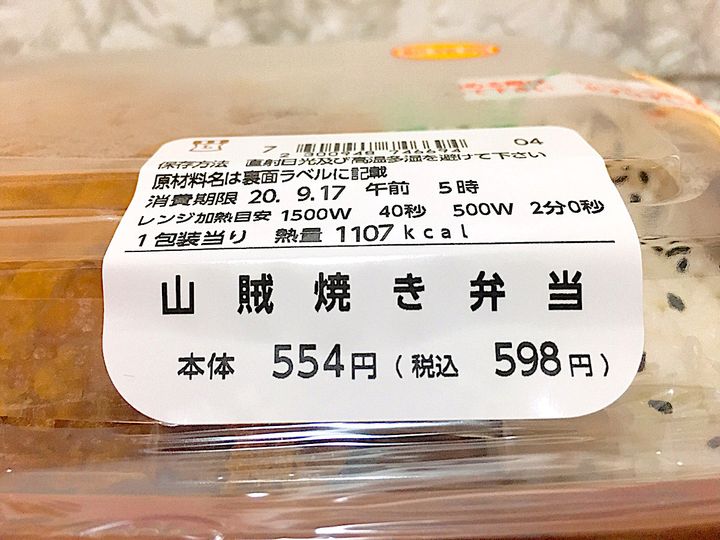 7 04
保存方法 直射日光及び高温多湿を避けて下さい
原材料名は裏面ラベルに記載
消費期限 20. 9.17 午前 5時
レンジ加熱目安 1500W 40秒 500W 2分0秒
1包装当り 熱量 1107kcal
山賊焼き弁当
本体 554円(税込 598円)